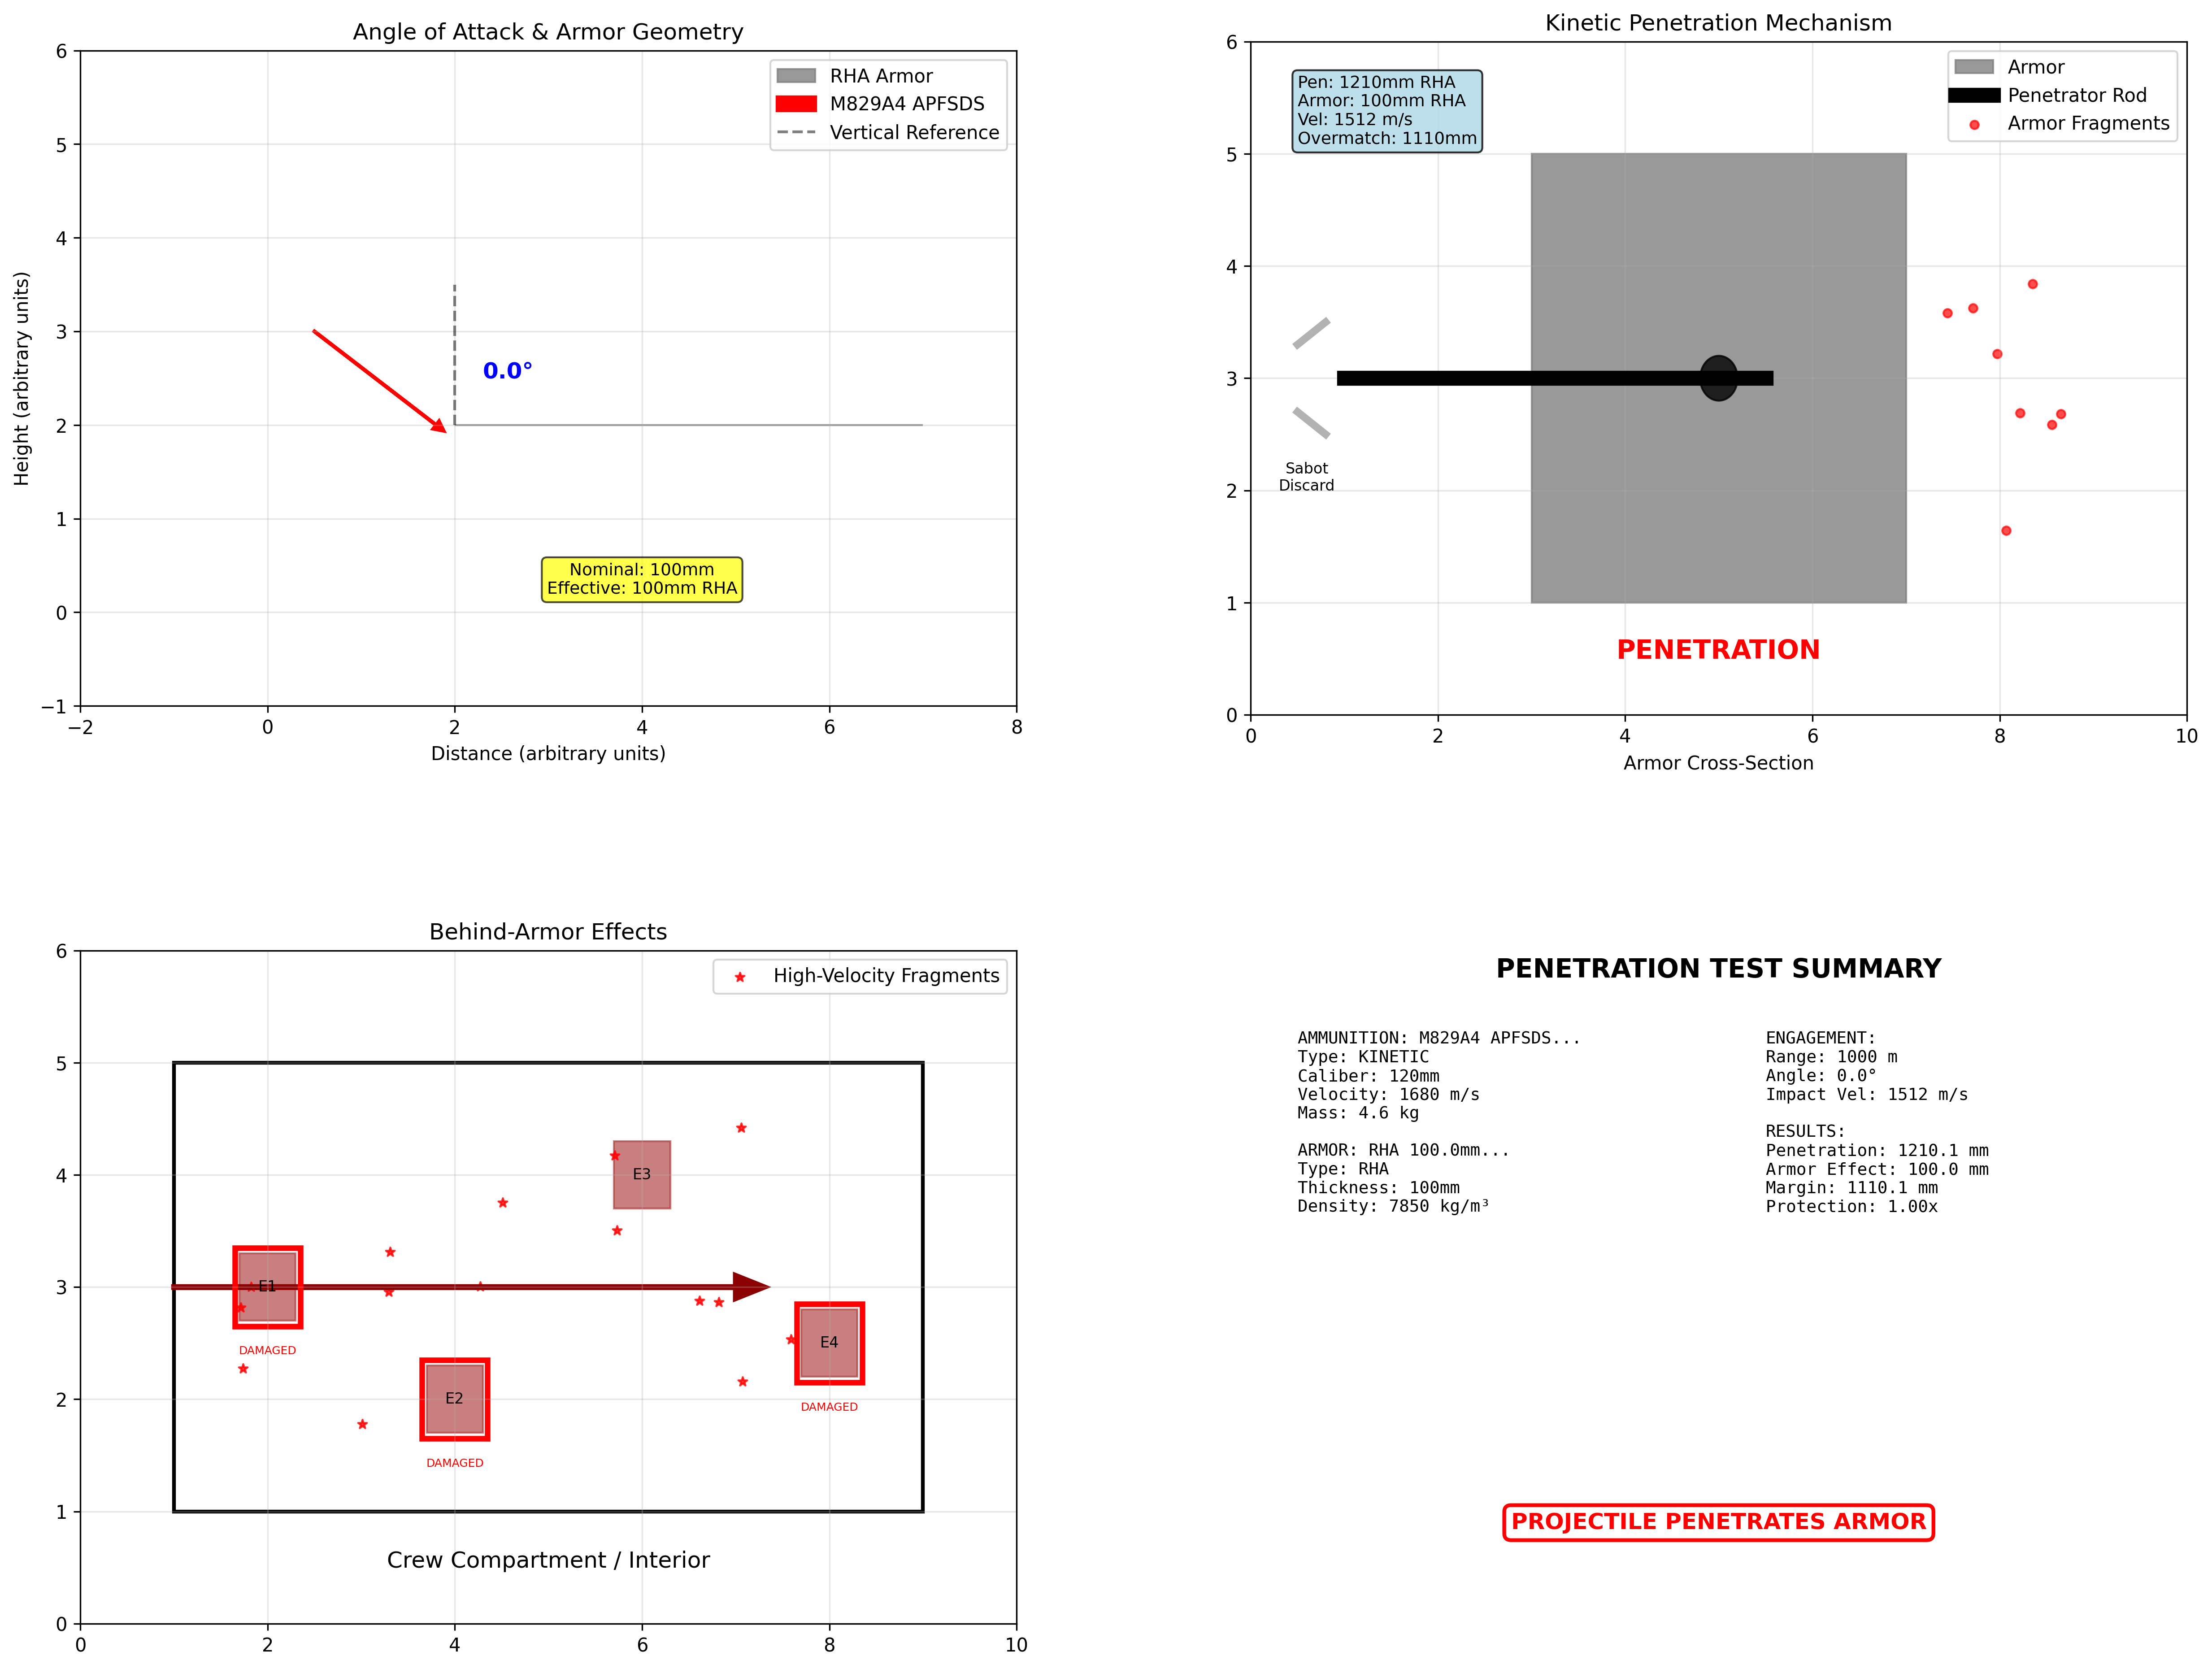 Angle of Attack & Armor Geometry
RHA Armor
M829A4 APFSDS
Vertical Reference
6
5
4
3
2
1
0
−1
Height (arbitrary units)
0.0°
Nominal: 100mm
Effective: 100mm RHA
−2
0
2
4
6
8
Distance (arbitrary units)
Kinetic Penetration Mechanism
Pen: 1210mm RHA
Armor: 100mm RHA
Vel: 1512 m/s
Overmatch: 1110mm
Armor
Penetrator Rod
Armor Fragments
6
5
4
3
2
1
0
Sabot
Discard
PENETRATION
0
2
4
6
8
10
Armor Cross-Section
Behind-Armor Effects
High-Velocity Fragments
6
5
4
3
2
1
0
E3
E1
DAMAGED
E4
DAMAGED
E2
DAMAGED
Crew Compartment / Interior
0
2
4
6
8
10
PENETRATION TEST SUMMARY
AMMUNITION: M829A4 APFSDS...
Type: KINETIC
Caliber: 120mm
Velocity: 1680 m/s
Mass: 4.6 kg
ARMOR: RHA 100.0mm...
Type: RHA
Thickness: 100mm
Density: 7850 kg/m³
ENGAGEMENT:
Range: 1000 m
Angle: 0.0°
Impact Vel: 1512 m/s
RESULTS:
Penetration: 1210.1 mm
Armor Effect: 100.0 mm
Margin: 1110.1 mm
Protection: 1.00x
PROJECTILE PENETRATES ARMOR